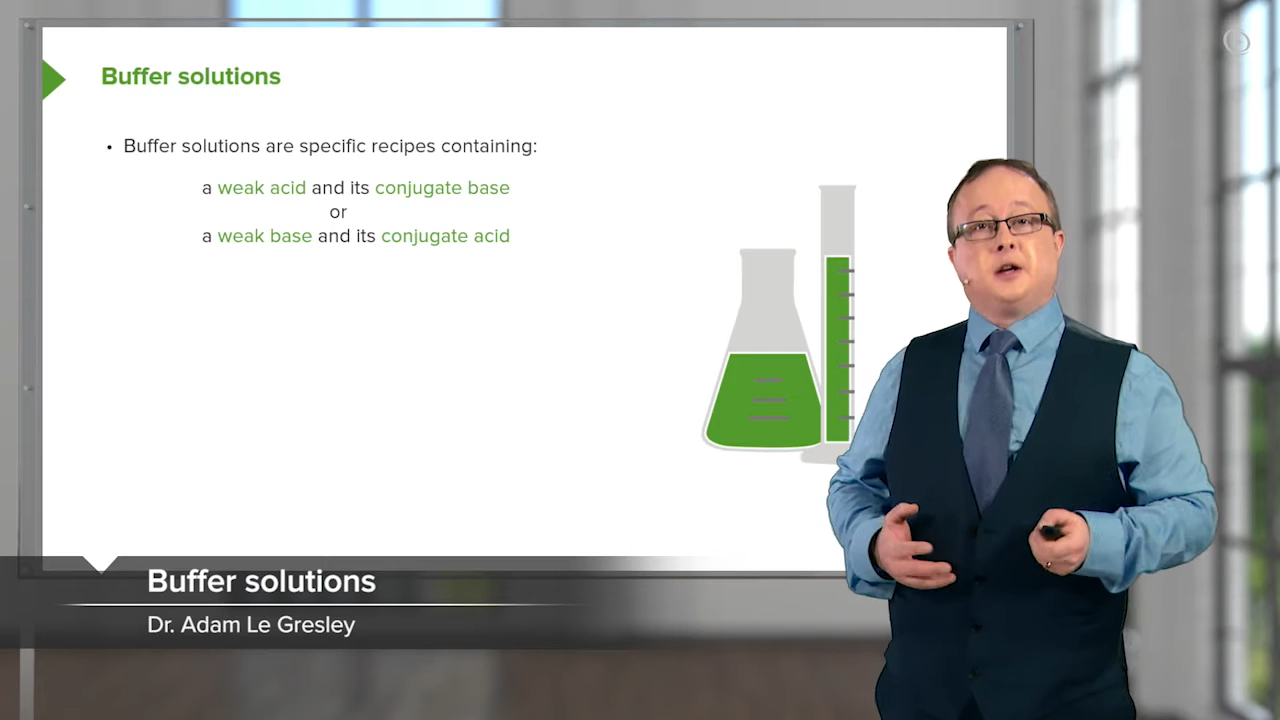 Buffer solutions
• Buffer solutions are specific recipes containing:
a weak acid and its conjugate base
or
a weak base and its conjugate acid
Buffer solutions
Dr. Adam Le Gresley